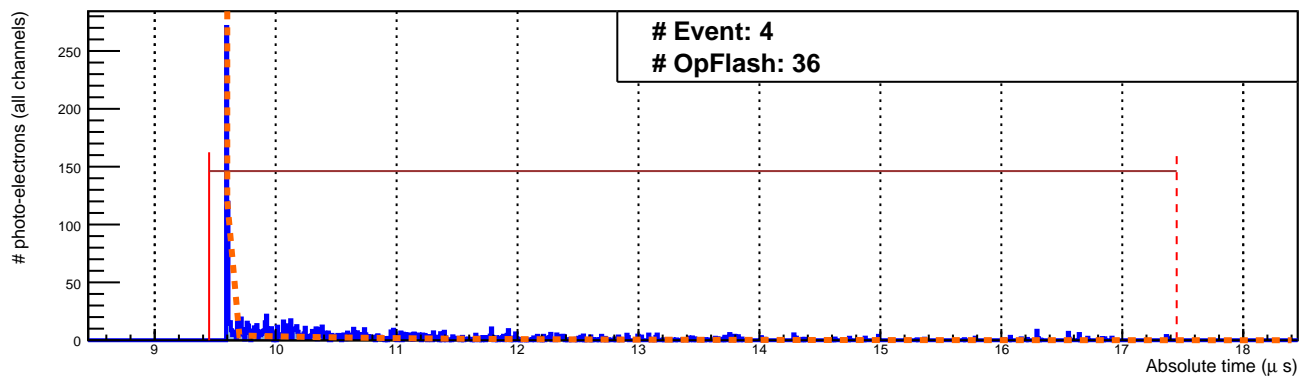 # Event: 4
# OpFlash: 36
# photo-electrons (all channels)
250
200
150
100
50
0
9 10 11 12 13 14 15 16 17 18
Absolute time (μ s)